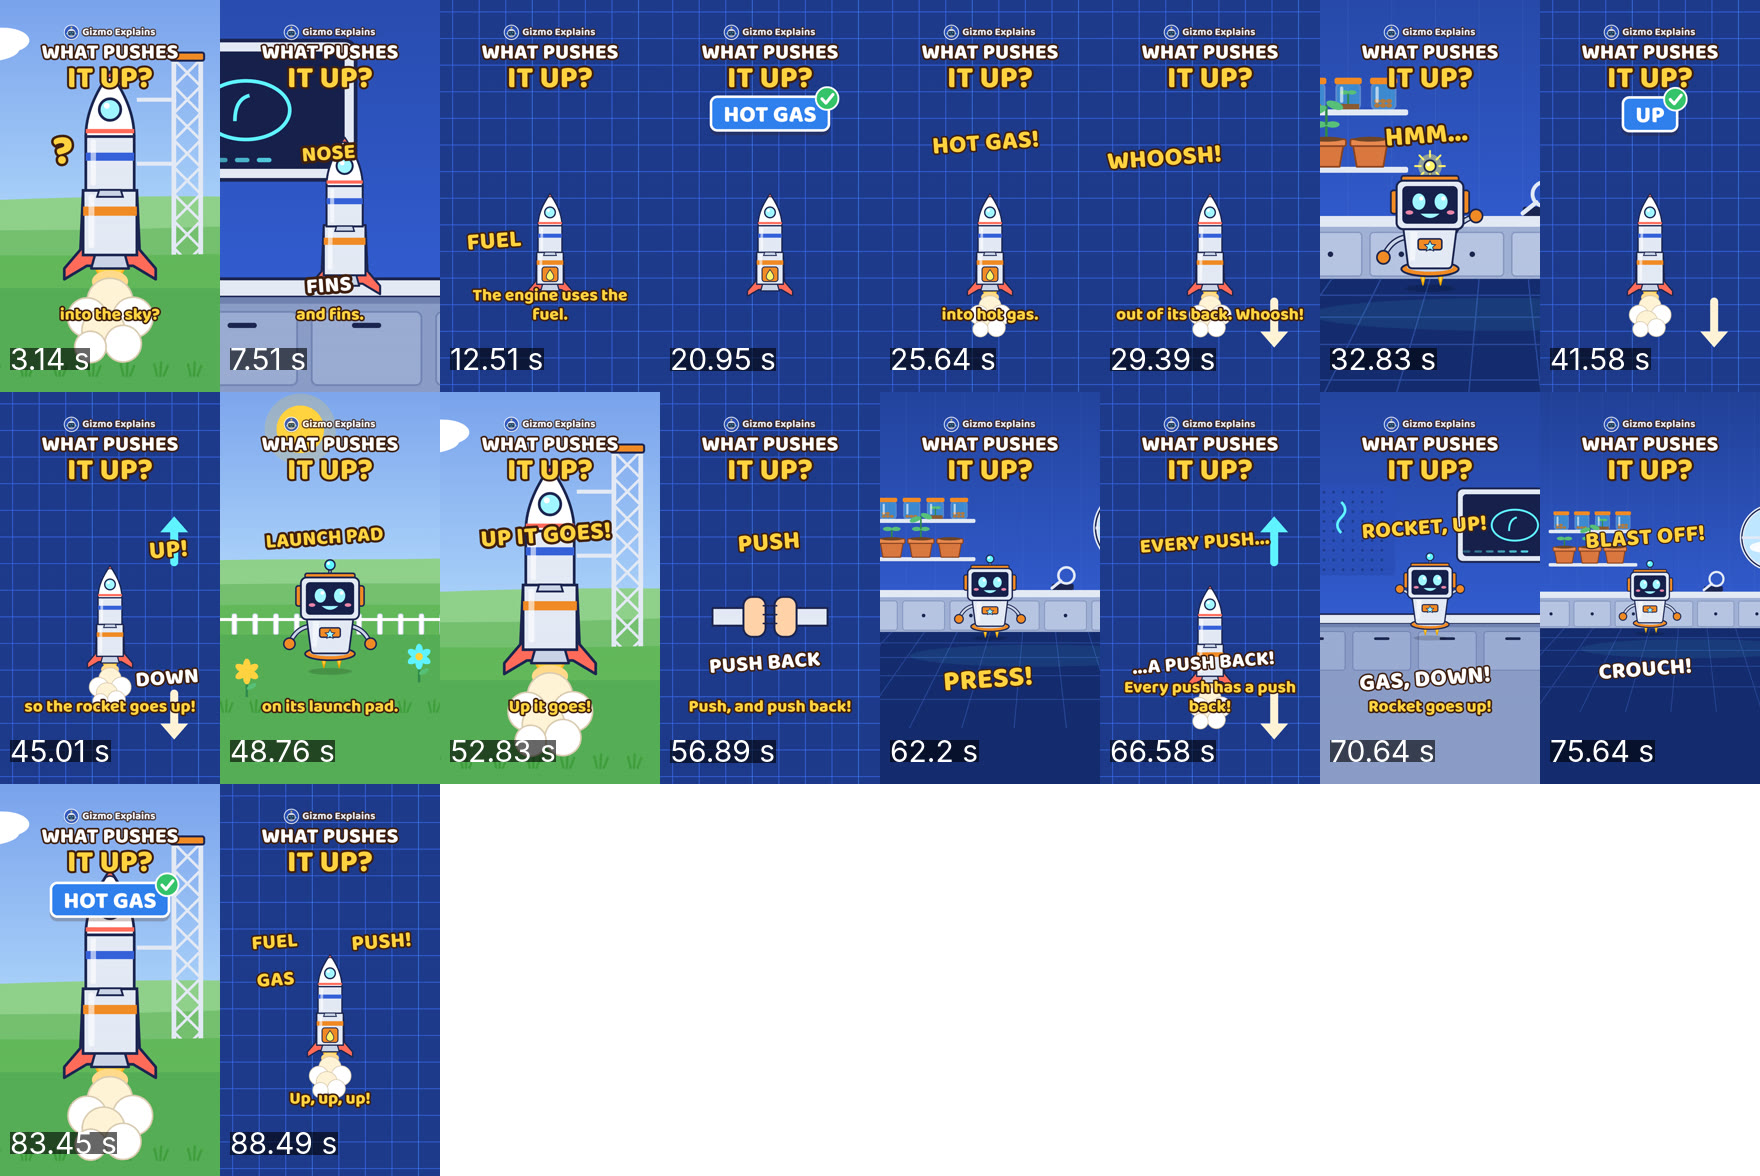 Gizmo Explains
WHAT PUSHES
IT UP?
?
into the sky?
3.14 s
Gizmo Explains
WHAT PUSHES
IT UP?
NOSE
FINS
and fins.
7.51 s
Gizmo Explains
WHAT PUSHES
IT UP?
FUEL
The engine uses the
fuel.
12.51 s
Gizmo Explains
WHAT PUSHES
IT UP?
HOT GAS
20.95 s
Gizmo Explains
WHAT PUSHES
IT UP?
HOT GAS!
into hot gas.
25.64 s
Gizmo Explains
WHAT PUSHES
IT UP?
WHOOSH!
out of its back. Whoosh!
29.39 s
Gizmo Explains
WHAT PUSHES
IT UP?
HMM...
32.83 s
Gizmo Explains
WHAT PUSHES
IT UP?
UP
41.58 s
Gizmo Explains
WHAT PUSHES
IT UP?
UP!
DOWN
so the rocket goes up!
45.01 s
Gizmo Explains
WHAT PUSHES
IT UP?
LAUNCH PAD
on its launch pad.
48.76 s
Gizmo Explains
WHAT PUSHES
IT UP?
UP IT GOES!
Up it goes!
52.83 s
Gizmo Explains
WHAT PUSHES
IT UP?
PUSH
PUSH BACK
Push, and push back!
56.89 s
Gizmo Explains
WHAT PUSHES
IT UP?
PRESS!
62.2 s
Gizmo Explains
WHAT PUSHES
IT UP?
EVERY PUSH...
...A PUSH BACK!
Every push has a push
back!
66.58 s
Gizmo Explains
WHAT PUSHES
IT UP?
ROCKET, UP!
GAS, DOWN!
Rocket goes up!
70.64 s
Gizmo Explains
WHAT PUSHES
IT UP?
BLAST OFF!
CROUCH!
75.64 s
Gizmo Explains
WHAT PUSHES
IT UP?
HOT GAS
83.45 s
Gizmo Explains
WHAT PUSHES
IT UP?
FUEL
PUSH!
GAS
Up, up, up!
88.49 s